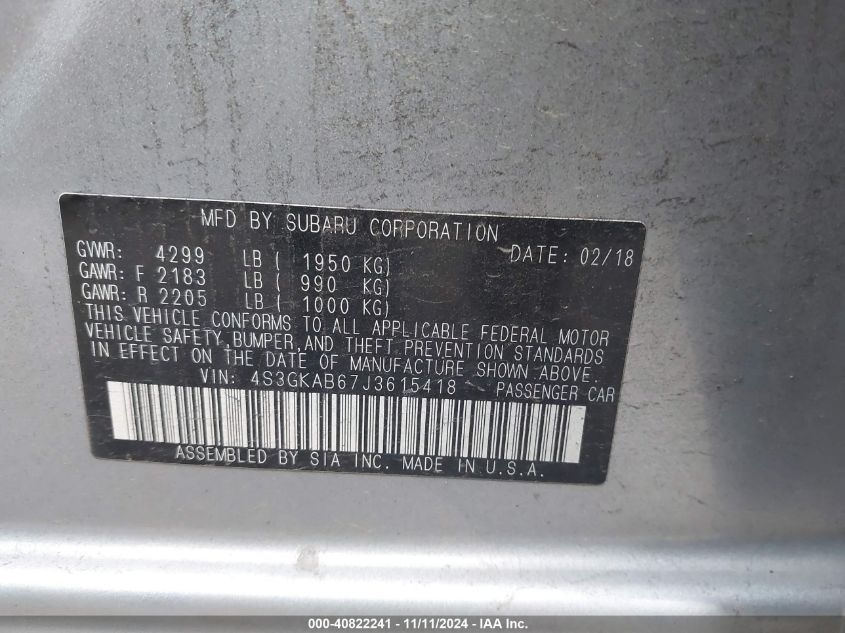 MFD BY SUBARU CORPORATION
GVWR: 4299 LB ( 1950 KG) DATE: 02/18
GAWR: F 2183 LB ( 990 KG)
GAWR: R 2205 LB ( 1000 KG)
THIS VEHICLE CONFORMS TO ALL APPLICABLE FEDERAL MOTOR
VEHICLE SAFETY, BUMPER, AND THEFT PREVENTION STANDARDS
IN EFFECT ON THE DATE OF MANUFACTURE SHOWN ABOVE.
VIN: 4S3GKAB67J3615418 PASSENGER CAR
ASSEMBLED BY SIA INC. MADE IN U.S.A.
000-40822241 - 11/11/2024 - IAA Inc.